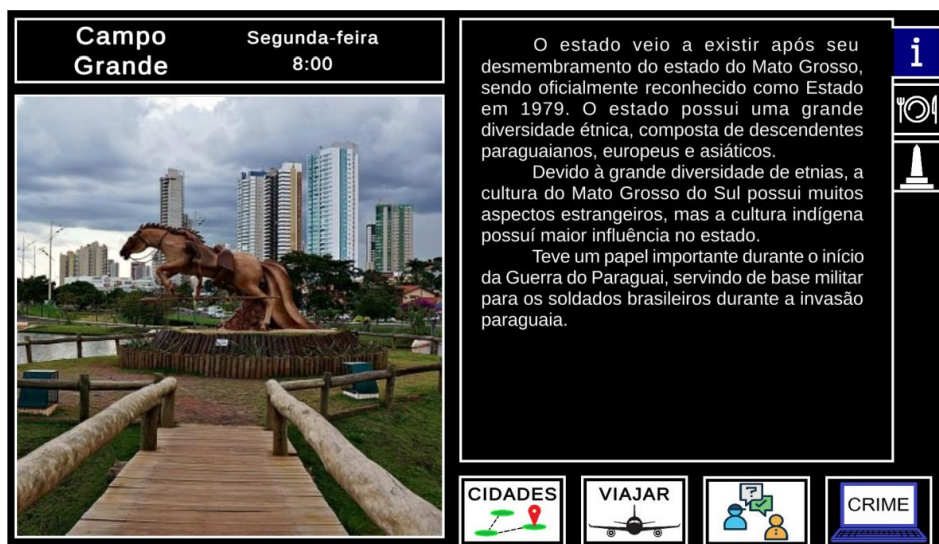 Campo
Grande
Segunda-feira
8:00
O estado veio a existir após seu
desmembramento do estado do Mato Grosso,
sendo oficialmente reconhecido como Estado
em 1979. O estado possui uma grande
diversidade étnica, composta de descendentes
paraguaianos, europeus e asiáticos.
Devido à grande diversidade de etnias, a
cultura do Mato Grosso do Sul possui muitos
aspectos estrangeiros, mas a cultura indígena
possuí maior influência no estado.
Teve um papel importante durante o início
da Guerra do Paraguai, servindo de base militar
para os soldados brasileiros durante a invasão
paraguaia.
i
CIDADES
VIAJAR
?
CRIME